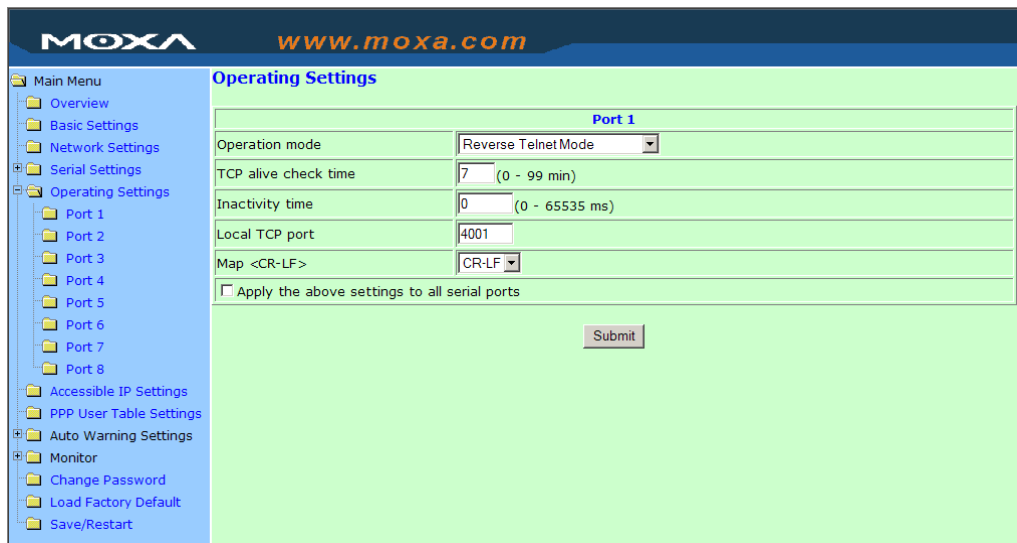 MOXA www.moxa.com
Main Menu
Overview
Basic Settings
Network Settings
Serial Settings
Operating Settings
Port 1
Port 2
Port 3
Port 4
Port 5
Port 6
Port 7
Port 8
Accessible IP Settings
PPP User Table Settings
Auto Warning Settings
Monitor
Change Password
Load Factory Default
Save/Restart
Operating Settings
Port 1
Operation mode Reverse Telnet Mode
TCP alive check time 7 (0 - 99 min)
Inactivity time 0 (0 - 65535 ms)
Local TCP port 4001
Map <CR-LF> CR-LF
Apply the above settings to all serial ports
Submit